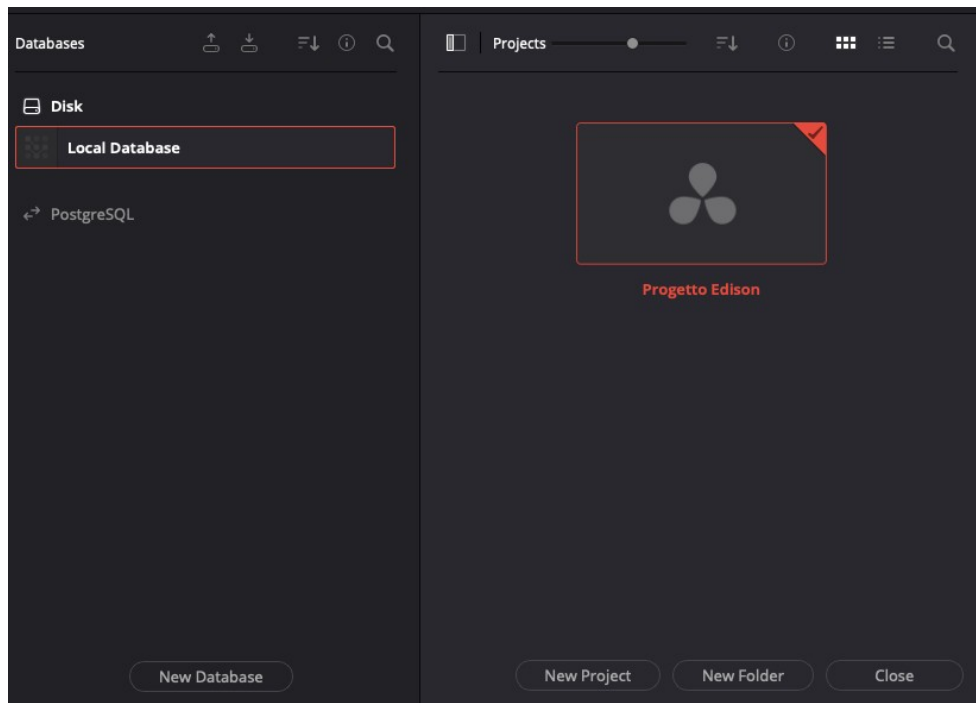 Databases
Projects
Disk
Local Database
PostgreSQL
Progetto Edison
New Database
New Project
New Folder
Close